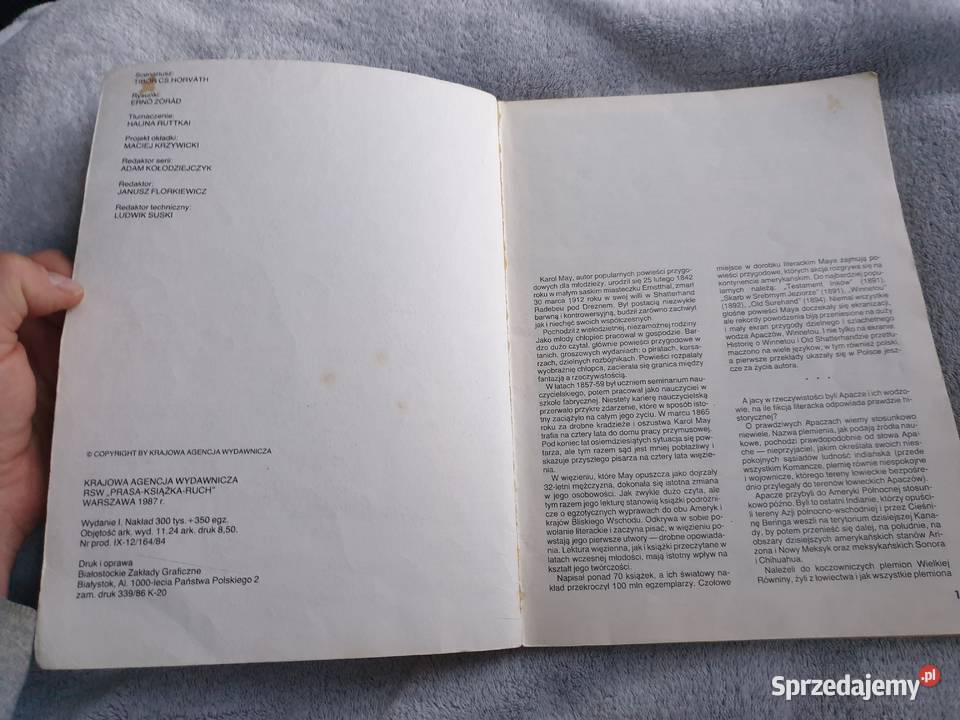 Scenariusz:
TIBOR CS. HORVÁTH
Rysunki:
ERNÖ ZÓRÁD
Tłumaczenie:
HALINA RUTTKAI
Projekt okładki:
MACIEJ KRZYWICKI
Redaktor serii:
ADAM KOŁODZIEJCZYK
Redaktor:
JANUSZ FLORKIEWICZ
Redaktor techniczny:
LUDWIK SUSKI
© COPYRIGHT BY KRAJOWA AGENCJA WYDAWNICZA
KRAJOWA AGENCJA WYDAWNICZA
RSW „PRASA-KSIĄŻKA-RUCH”
WARSZAWA 1987 r.
Wydanie I. Nakład 300 tys. + 350 egz.
Objętość ark. wyd. 11.24 ark. druk 8,50.
Nr prod. IX-12/164/84
Druk i oprawa
Białostockie Zakłady Graficzne
Białystok, Al. 1000-lecia Państwa Polskiego 2
zam. druk 339/86 K-20
Karol May, autor popularnych powieści przygo-
dowych dla młodzieży, urodził się 25 lutego 1842
roku w małym saskim miasteczku Ernstthal, zmarł
30 marca 1912 roku w swej willi w Shatterhand
Radebeu pod Dreznem. Był postacią niezwykle
barwną i kontrowersyjną, budził zarówno zachwyt
jak i niechęć swoich współczesnych.
Pochodził z wielodzietnej, niezamożnej rodziny
Jako młody chłopiec pracował w gospodzie. Bar-
dzo dużo czytał, głównie powieści przygodowe w
tanich, groszowych wydaniach: o piratach, korsa-
rzach, dzielnych rozbójnikach. Powieści rozpalały
wyobraźnię chłopca, zacierała się granica między
fantazją a rzeczywistością.
W latach 1857-59 był uczniem seminarium nau-
czycielskiego, potem pracował jako nauczyciel w
szkole fabrycznej. Niestety karierę nauczycielską
przerwało przykre zdarzenie, które w sposób isto-
tny zaciążyło na całym jego życiu. W marcu 1865
roku za drobne kradzieże i oszustwa Karol May
trafia na cztery lata do domu pracy przymusowej.
Pod koniec lat osiemdziesiątych sytuacja się pow-
tarza, ale tym razem sąd jest mniej pobłażliwy i
skazuje przyszłego pisarza na cztery lata więzie-
nia.
W więzieniu, które May opuszcza jako dojrzały
32-letni mężczyzna, dokonała się istotna zmiana
w jego osobowości. Jak zwykle dużo czyta, ale
tym razem jego lekturę stanowią książki podróżni-
cze o egzotycznych wyprawach do obu Ameryk i
krajów Bliskiego Wschodu. Odkrywa w sobie po-
wołanie literackie i zaczyna pisać, w więzieniu po-
wstają jego pierwsze utwory — drobne opowiada-
nia. Lektura więzienna, jak i książki przeczytane w
latach wczesnej młodości, mają istotny wpływ na
kształt jego twórczości.
Napisał ponad 70 książek, a ich światowy nak-
ład przekroczył 100 mln egzemplarzy. Czołowe
miejsce w dorobku literackim Maya zajmują po-
wieści przygodowe, których akcja rozgrywa się na
kontynencie amerykańskim. Do najbardziej popu-
larnych należą: „Testament Inków” (1891),
„Skarb w Srebrnym Jeziorze” (1891), „Winnetou”
(1892), „Old Surehand” (1894). Niemal wszystkie
głośne powieści Maya doczekały się ekranizacji,
ale rekordy powodzenia biją przeniesione na duży
i mały ekran przygody dzielnego i szlachetnego
wodza Apaczów, Winnetou. I nie tylko na ekranie.
Historię o Winnetou i Old Shatterhandzie przetłu-
maczono na wiele języków, w tym również polski,
a pierwsze przekłady ukazały się w Polsce jesz-
cze za życia autora.
* * *
A jacy w rzeczywistości byli Apacze i ich wodzo-
wie, na ile fikcja literacka odpowiada prawdzie hi-
storycznej?
O prawdziwych Apaczach wiemy stosunkowo
niewiele. Nazwa plemienia, jak podają źródła nau-
kowe, pochodzi prawdopodobnie od słowa Apa-
che — nieprzyjaciel, jakim określała swoich nies-
pokojnych sąsiadów ludność indiańska (przede
wszystkim Komancze, plemię równie niespokojne
i wojownicze, którego tereny łowieckie bezpośre-
dnio przylegały do terenów łowieckich Apaczów).
Apacze przybyli do Ameryki Północnej stosun-
kowo późno. Byli to ostatni Indianie, którzy opuści-
li tereny Azji północno-wschodniej i przez Cieśni-
nę Beringa weszli na terytorium dzisiejszej Kana-
dy, by potem przenieść się dalej, na południe, na
obszary dzisiejszych amerykańskich stanów Ari-
zona i Nowy Meksyk oraz meksykańskich Sonora
i Chihuahua.
Należeli do koczowniczych plemion Wielkiej
Równiny, żyli z łowiectwa i jak wszystkie plemiona
Sprzedajemy.pl